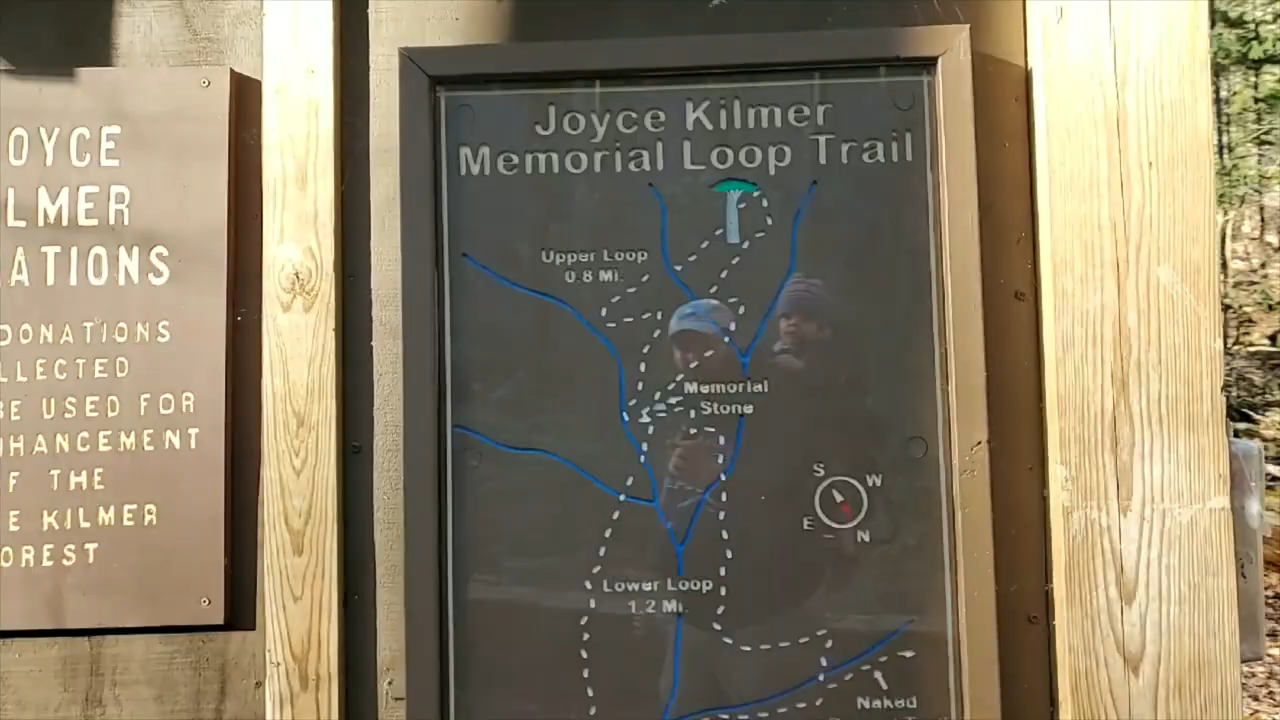 OYCE
LMER
ATIONS
DONATIONS
LLECTED
BE USED FOR
NHANCEMENT
F THE
E KILMER
OREST
Joyce Kilmer
Memorial Loop Trail
Upper Loop
0.8 Mi.
Memorial
Stone
S
W
E
N
Lower Loop
1.2 Mi.
Naked